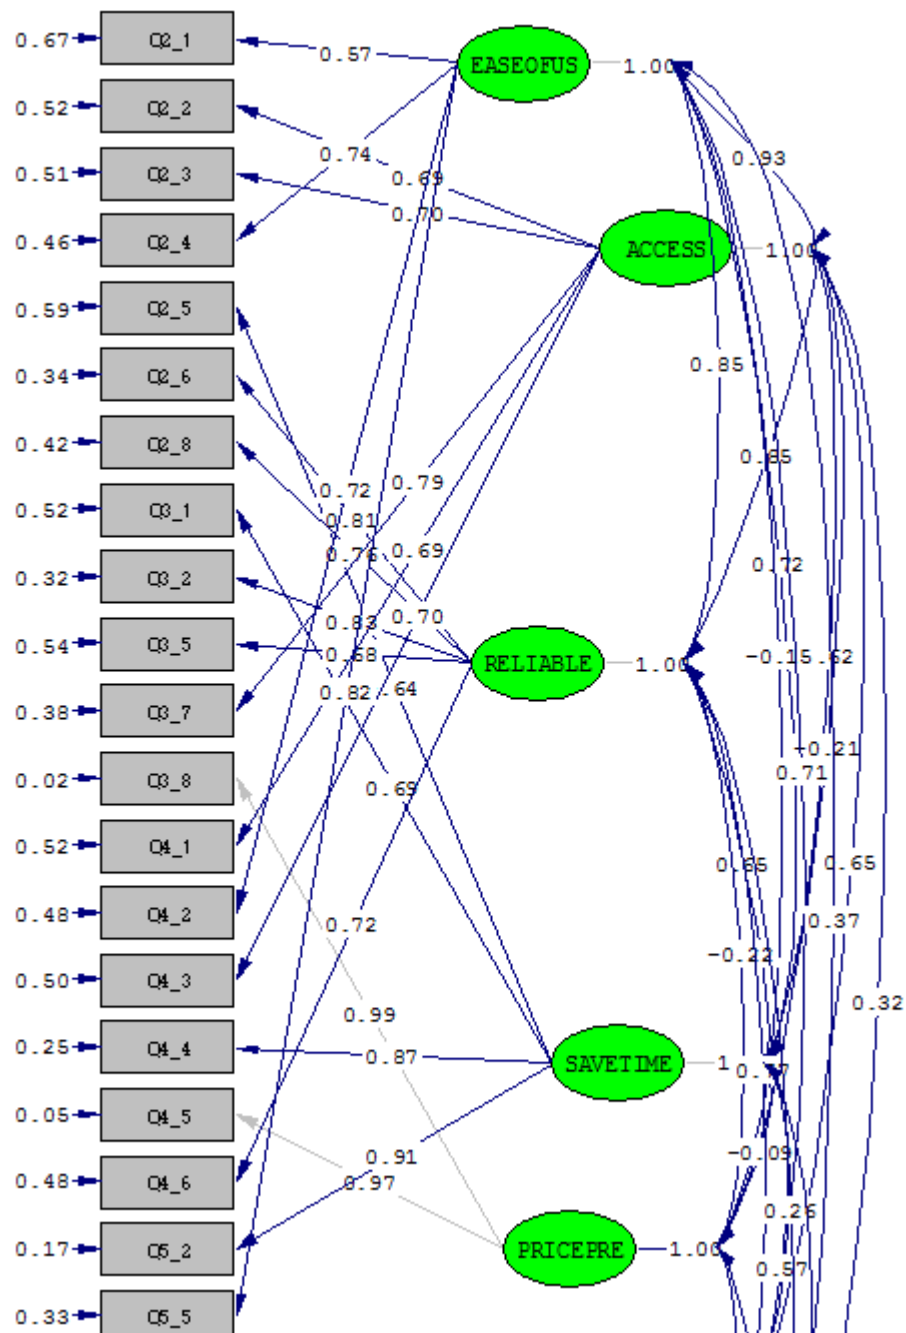 0.67 Q2_1 0.57 EASEOFUS 1.00
0.52 Q2_2
0.74 0.93
0.51 Q2_3 0.69
0.70
0.46 Q2_4 ACCESS 1.00
0.59 Q2_5
0.34 Q2_6 0.85
0.42 Q2_8
0.79 0.85
0.72
0.52 Q3_1 0.81
0.76 0.69
0.32 Q3_2 0.72
0.83 0.70
0.54 Q3_5 0.68 RELIABLE 1.00 -0.15
0.82
0.38 Q3_7
-0.21
0.02 Q3_8 0.71
0.69
0.52 Q4_1 0.65 0.65
0.48 Q4_2 0.72 0.37
-0.22
0.50 Q4_3
0.99 0.32
0.25 Q4_4 0.87 SAVETIME
0.05 Q4_5
0.91 -0.09
0.48 Q4_6 0.97
0.26
0.17 Q5_2 PRICEPRE 1.00
0.57
0.33 Q5_5